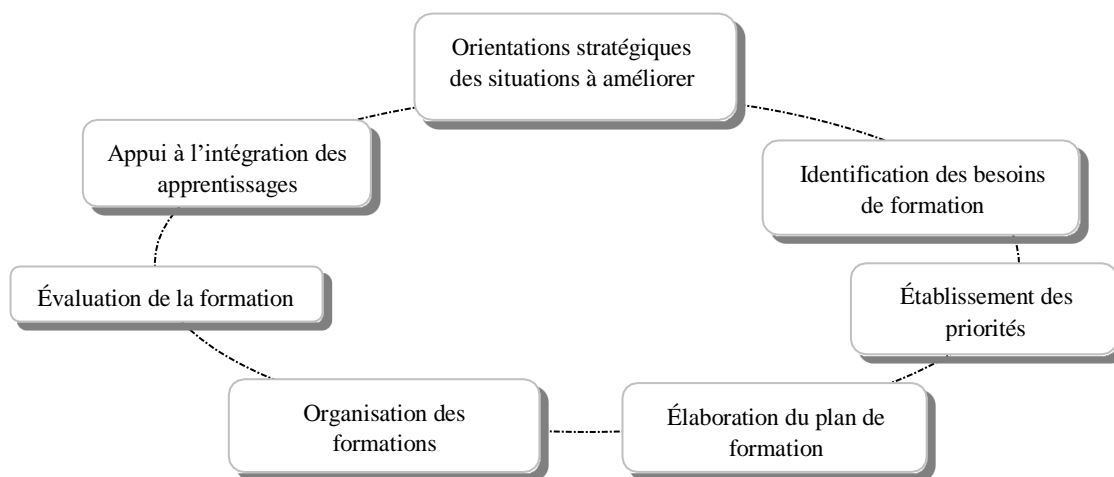 Orientations stratégiques
des situations à améliorer
Identification des besoins
de formation
Établissement des
priorités
Élaboration du plan de
formation
Organisation des
formations
Évaluation de la formation
Appui à l’intégration des
apprentissages